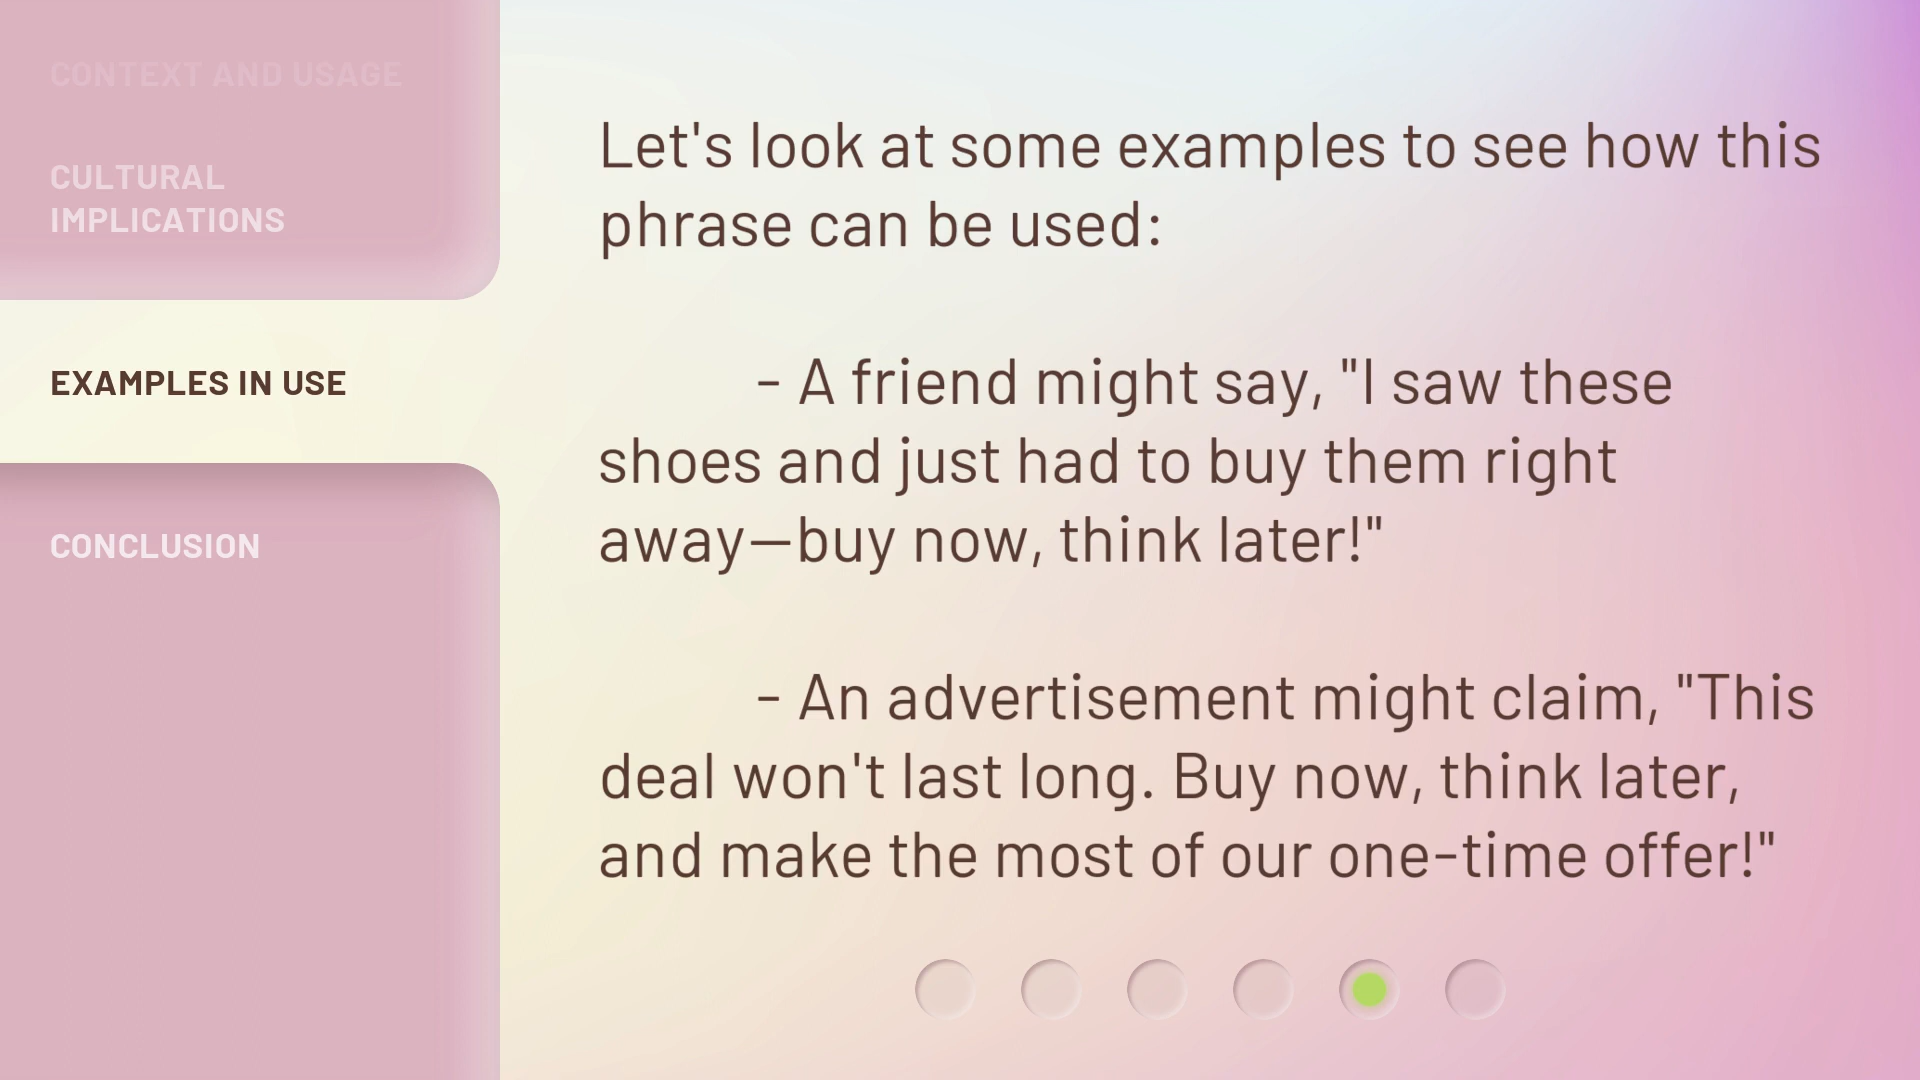 CONTEXT AND USAGE
CULTURAL
IMPLICATIONS
EXAMPLES IN USE
CONCLUSION
Let's look at some examples to see how this
phrase can be used:
- A friend might say, "I saw these
shoes and just had to buy them right
away—buy now, think later!"
- An advertisement might claim, "This
deal won't last long. Buy now, think later,
and make the most of our one-time offer!"